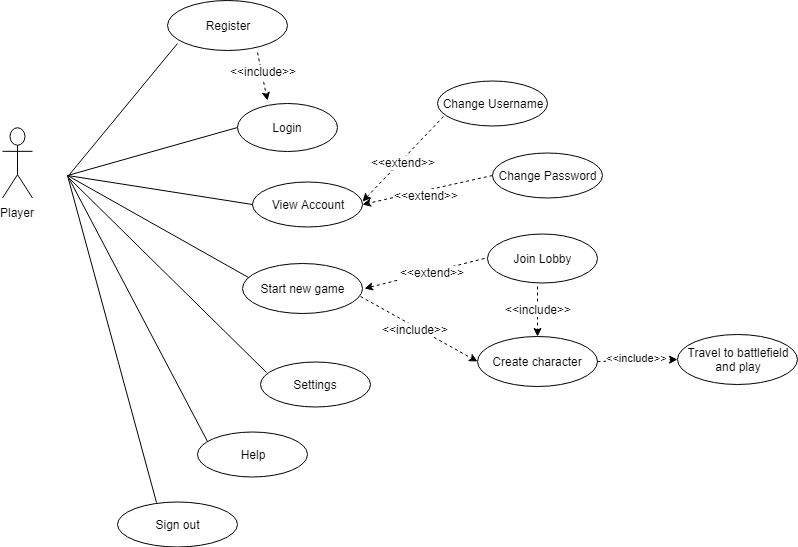 Register
<<include>>
Login
Change Username
<<extend>>
Change Password
<<extend>>
View Account
Player
Join Lobby
<<extend>>
Start new game
<<include>>
<<include>>
Create character
<<include>>
Travel to battlefield
and play
Settings
Help
Sign out